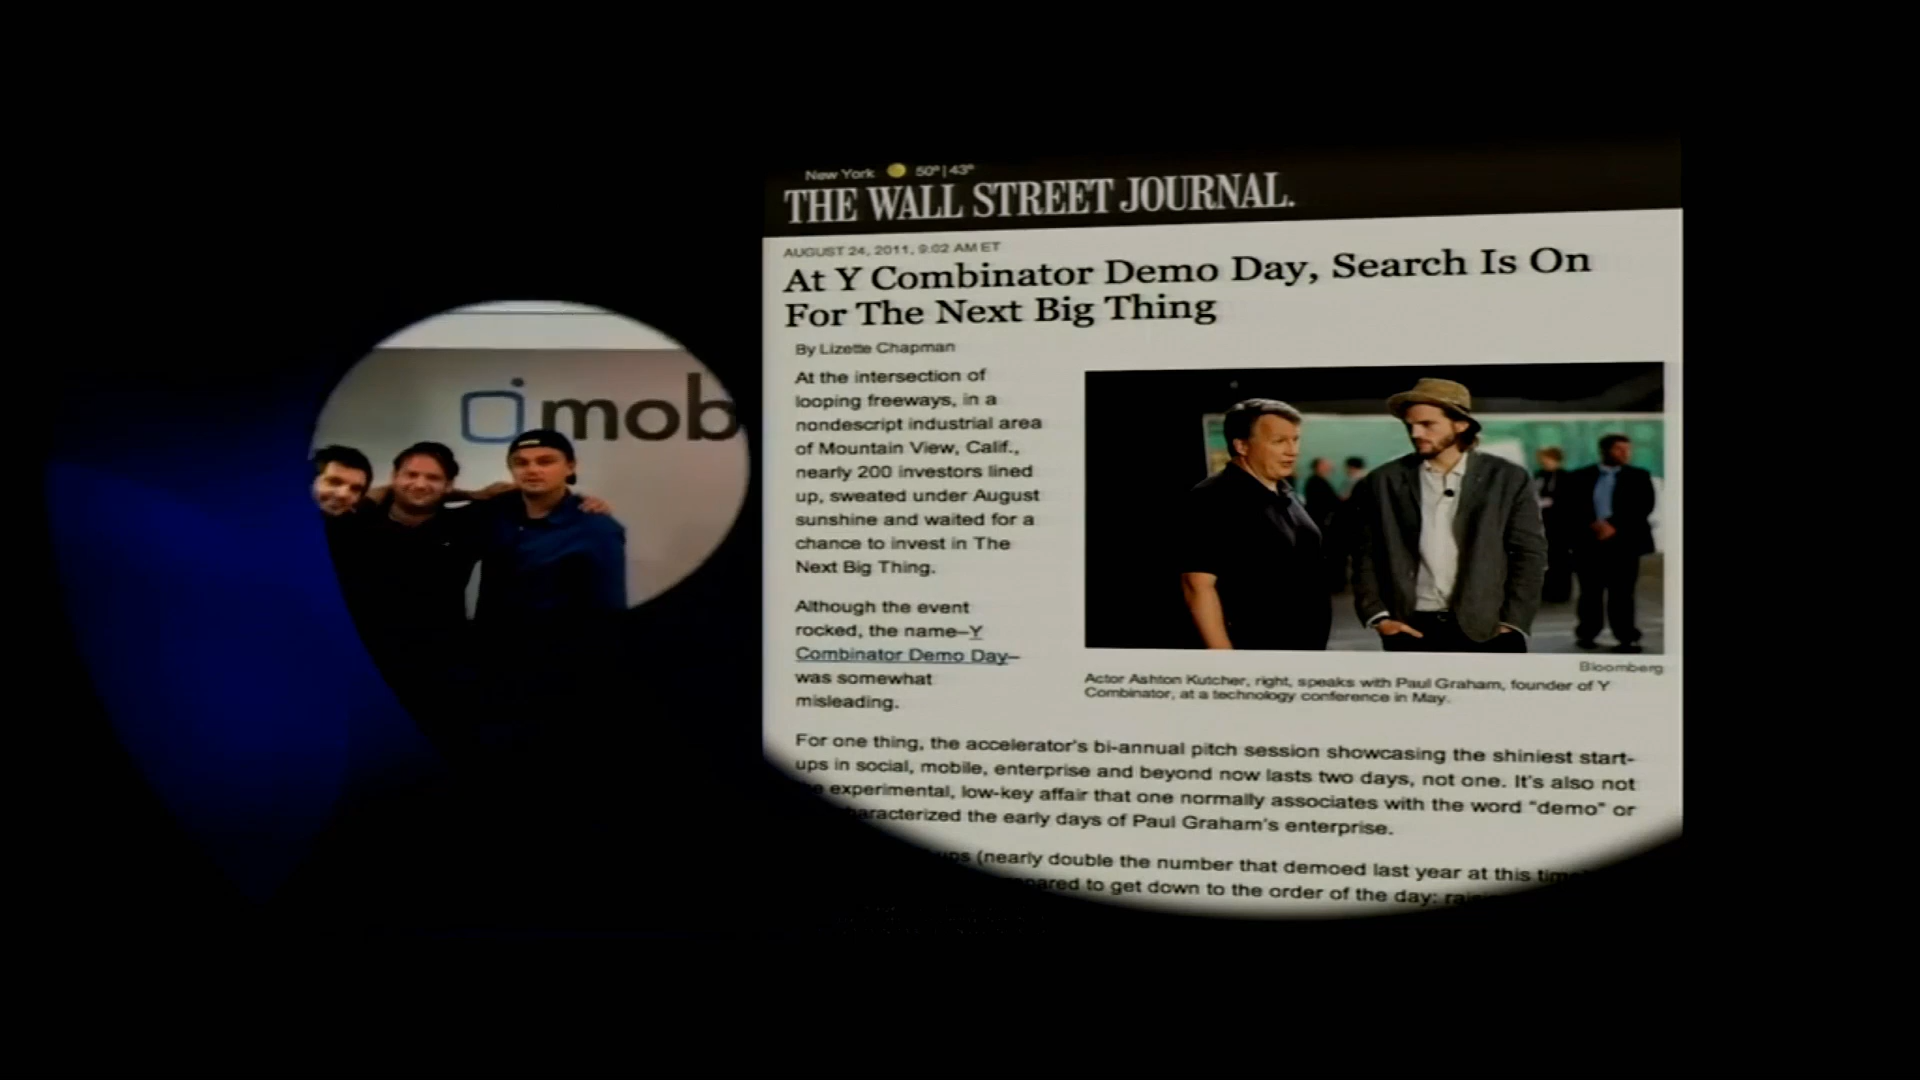 mob
New York 50° | 43°
THE WALL STREET JOURNAL.
AUGUST 24, 2011, 9:02 AM ET
At Y Combinator Demo Day, Search Is On
For The Next Big Thing
By Lizette Chapman
At the intersection of
looping freeways, in a
nondescript industrial area
of Mountain View, Calif.,
nearly 200 investors lined
up, sweated under August
sunshine and waited for a
chance to invest in The
Next Big Thing.
Although the event
rocked, the name–Y
Combinator Demo Day–
was somewhat
misleading.
Bloomberg
Actor Ashton Kutcher, right, speaks with Paul Graham, founder of Y
Combinator, at a technology conference in May.
For one thing, the accelerator's bi-annual pitch session showcasing the shiniest start-
ups in social, mobile, enterprise and beyond now lasts two days, not one. It's also not
experimental, low-key affair that one normally associates with the word "demo" or
the early days of Paul Graham's enterprise.
(nearly double the number that demoed last year at this
to get down to the order of the day: